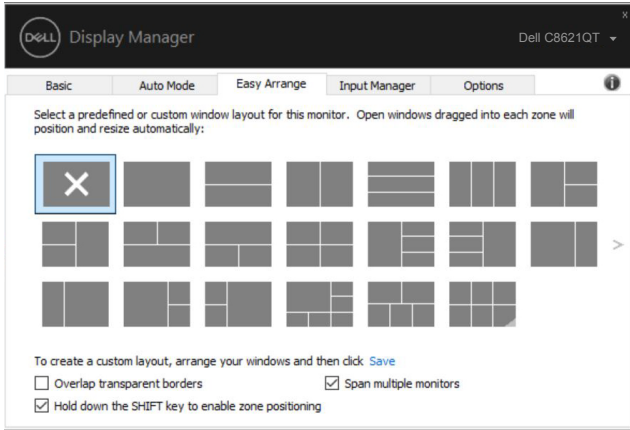 x
DELL Display Manager
Dell C8621QT
Basic Auto Mode Easy Arrange Input Manager Options
Select a predefined or custom window layout for this monitor. Open windows dragged into each zone will
position and resize automatically:
>
To create a custom layout, arrange your windows and then click Save
Overlap transparent borders Span multiple monitors
Hold down the SHIFT key to enable zone positioning